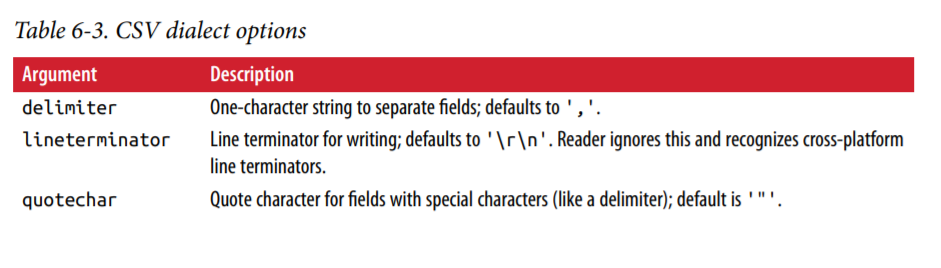 Table 6-3. CSV dialect options
Argument Description
delimiter One-character string to separate fields; defaults to ','.
lineterminator Line terminator for writing; defaults to '\r\n'. Reader ignores this and recognizes cross-platform
line terminators.
quotechar Quote character for fields with special characters (like a delimiter); default is '"'.